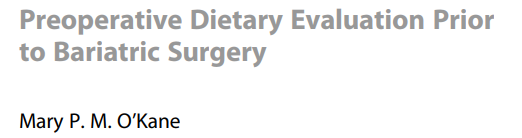 Preoperative Dietary Evaluation Prior
to Bariatric Surgery
Mary P. M. O’Kane